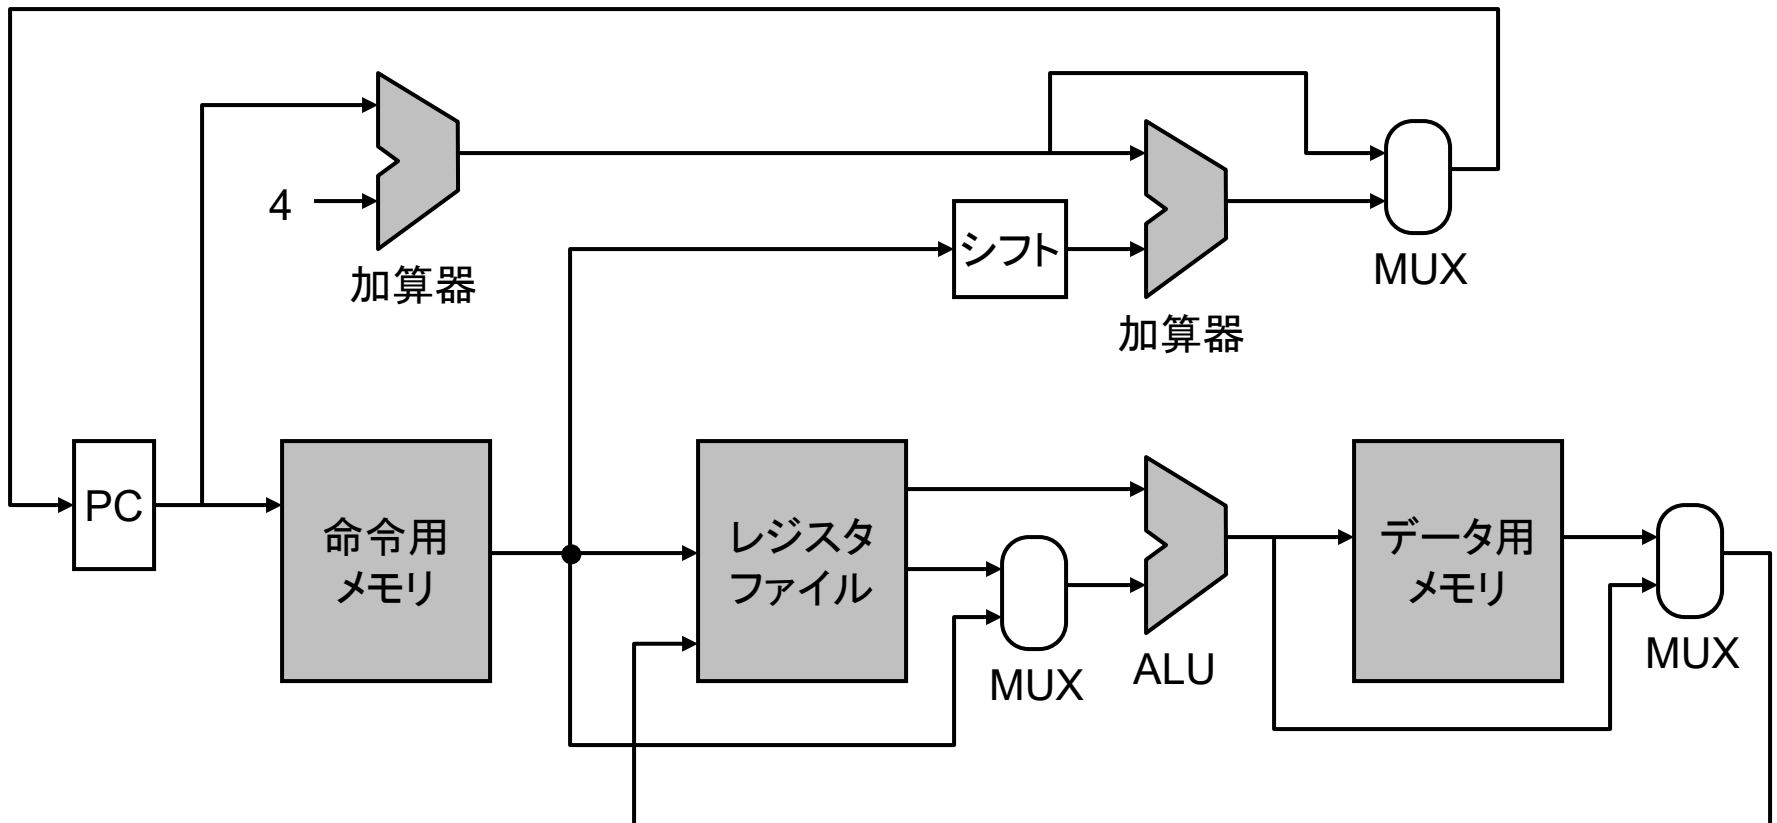 4
加算器
シフト
加算器
MUX
PC
命令用
メモリ
レジスタ
ファイル
MUX
ALU
データ用
メモリ
MUX